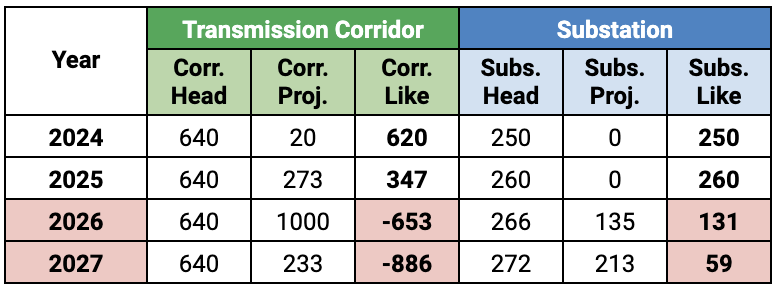 Year Transmission Corridor Substation
Corr. Head Corr. Proj. Corr. Like Subs. Head Subs. Proj. Subs. Like
2024 640 20 620 250 0 250
2025 640 273 347 260 0 260
2026 640 1000 -653 266 135 131
2027 640 233 -886 272 213 59